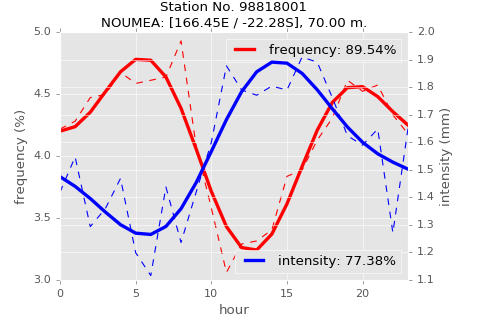 Station No. 98818001
NOUMEA: [166.45E / -22.28S], 70.00 m.
frequency: 89.54%
intensity: 77.38%
frequency (%)
5.0
4.5
4.0
3.5
3.0
intensity (mm)
2.0
1.9
1.8
1.7
1.6
1.5
1.4
1.3
1.2
1.1
0 5 10 15 20
hour